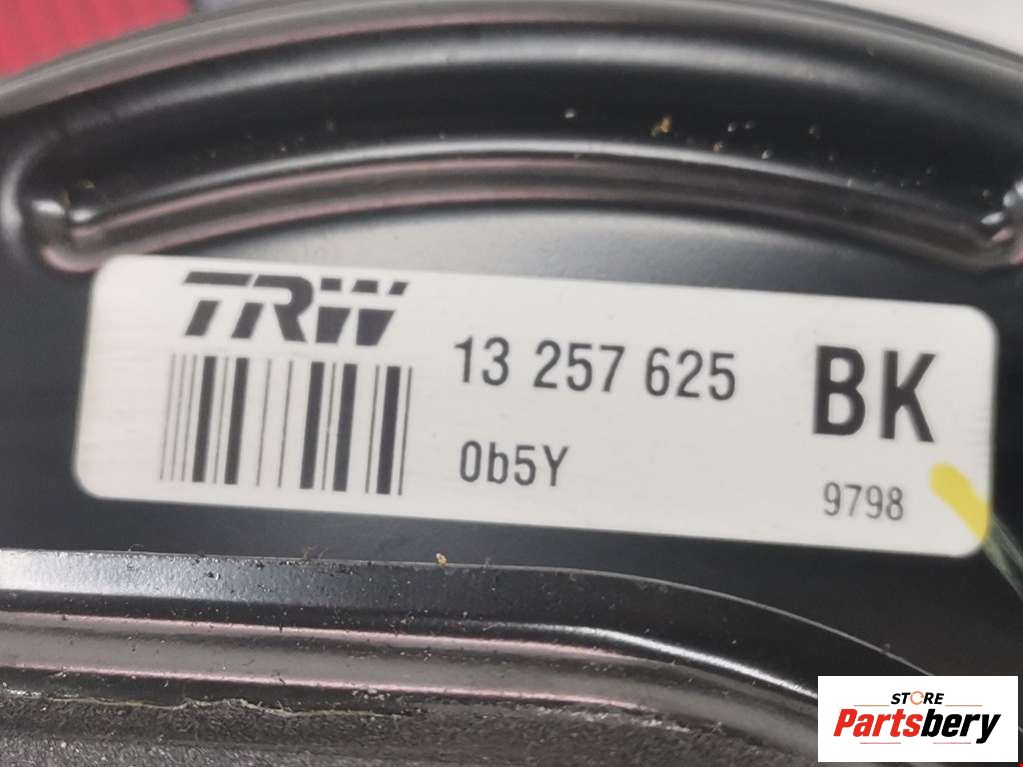 TRW
13 257 625
BK
0b5Y
9798
STORE
Partsbery